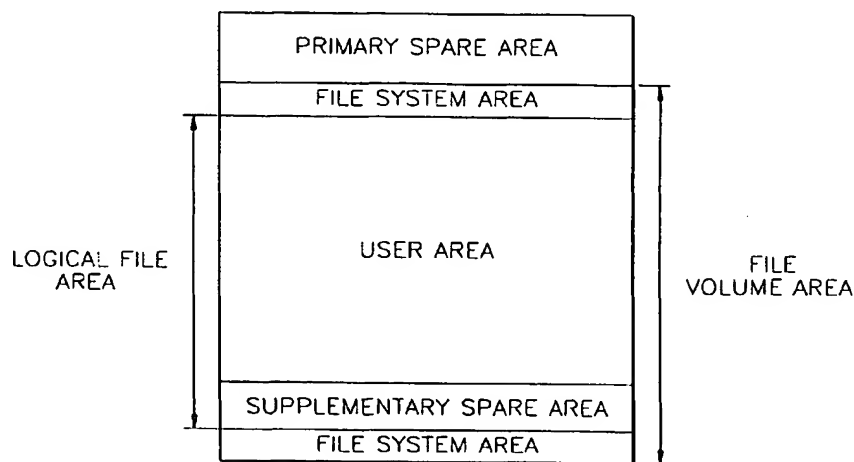 PRIMARY SPARE AREA
FILE SYSTEM AREA
USER AREA
LOGICAL FILE
AREA
FILE
VOLUME AREA
SUPPLEMENTARY SPARE AREA
FILE SYSTEM AREA